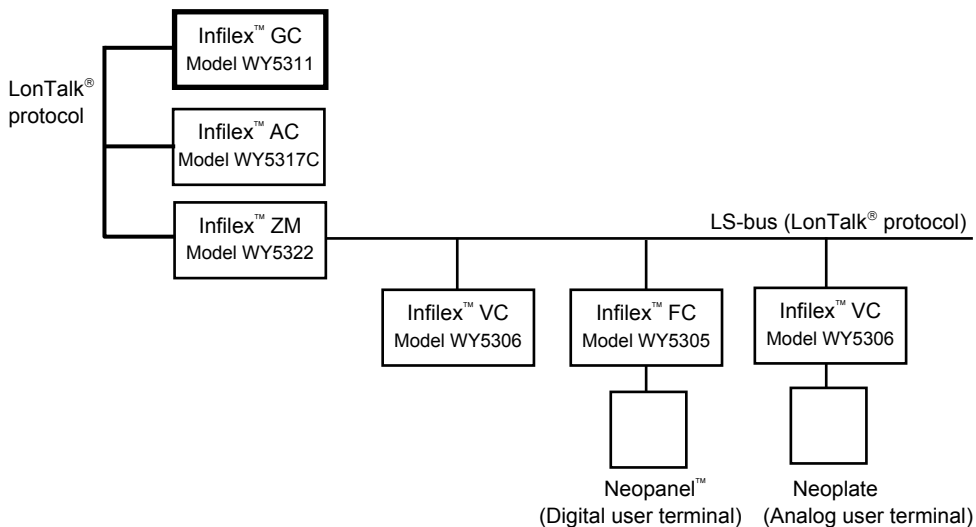 Infilex™ GC
Model WY5311
LonTalk®
protocol
Infilex™ AC
Model WY5317C
Infilex™ ZM
Model WY5322
LS-bus (LonTalk® protocol)
Infilex™ VC
Model WY5306
Infilex™ FC
Model WY5305
Infilex™ VC
Model WY5306
Neopanel™
(Digital user terminal)
Neoplate
(Analog user terminal)